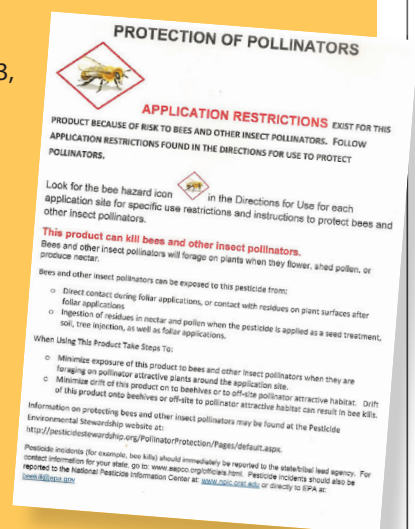 3,
PROTECTION OF POLLINATORS
APPLICATION RESTRICTIONS EXIST FOR THIS
PRODUCT BECAUSE OF RISK TO BEES AND OTHER INSECT POLLINATORS. FOLLOW
APPLICATION RESTRICTIONS FOUND IN THE DIRECTIONS FOR USE TO PROTECT
POLLINATORS.
Look for the bee hazard icon in the Directions for Use for each
application site for specific use restrictions and instructions to protect bees and
other insect pollinators.
This product can kill bees and other insect pollinators.
Bees and other insect pollinators will forage on plants when they flower, shed pollen, or
produce nectar.
Bees and other insect pollinators can be exposed to this pesticide from:
o Direct contact during foliar applications, or contact with residues on plant surfaces after
foliar applications
o Ingestion of residues in nectar and pollen when the pesticide is applied as a seed treatment,
soil, tree injection, as well as foliar applications.
When Using This Product Take Steps To:
o Minimize exposure of this product to bees and other insect pollinators when they are
foraging on pollinator attractive plants around the application site.
o Minimize drift of this product on to beehives or to off-site pollinator attractive habitat. Drift
of this product onto beehives or off-site to pollinator attractive habitat can result in bee kills.
Information on protecting bees and other insect pollinators may be found at the Pesticide
Environmental Stewardship website at:
http://pesticidestewardship.org/PollinatorProtection/Pages/default.aspx.
Pesticide incidents (for example, bee kills) should immediately be reported to the state/tribal lead agency. For
contact information for your state, go to: www.aapco.org/officials.html. Pesticide incidents should also be
reported to the National Pesticide Information Center at: www.npic.orst.edu or directly to EPA at:
beekill@epa.gov